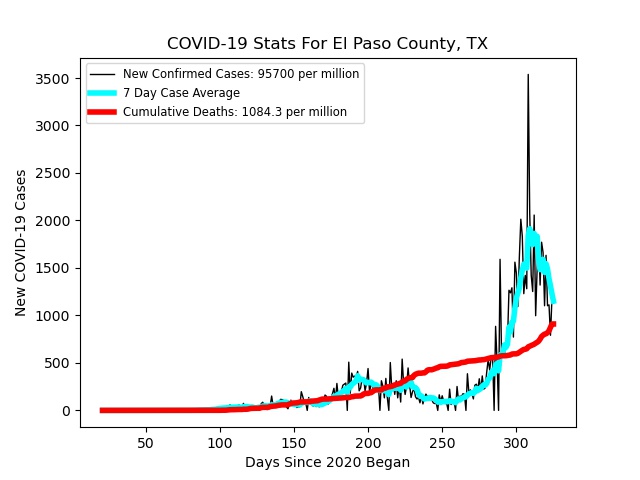 COVID-19 Stats For El Paso County, TX
New Confirmed Cases: 95700 per million
7 Day Case Average
Cumulative Deaths: 1084.3 per million
New COVID-19 Cases
3500
3000
2500
2000
1500
1000
500
0
50 100 150 200 250 300
Days Since 2020 Began